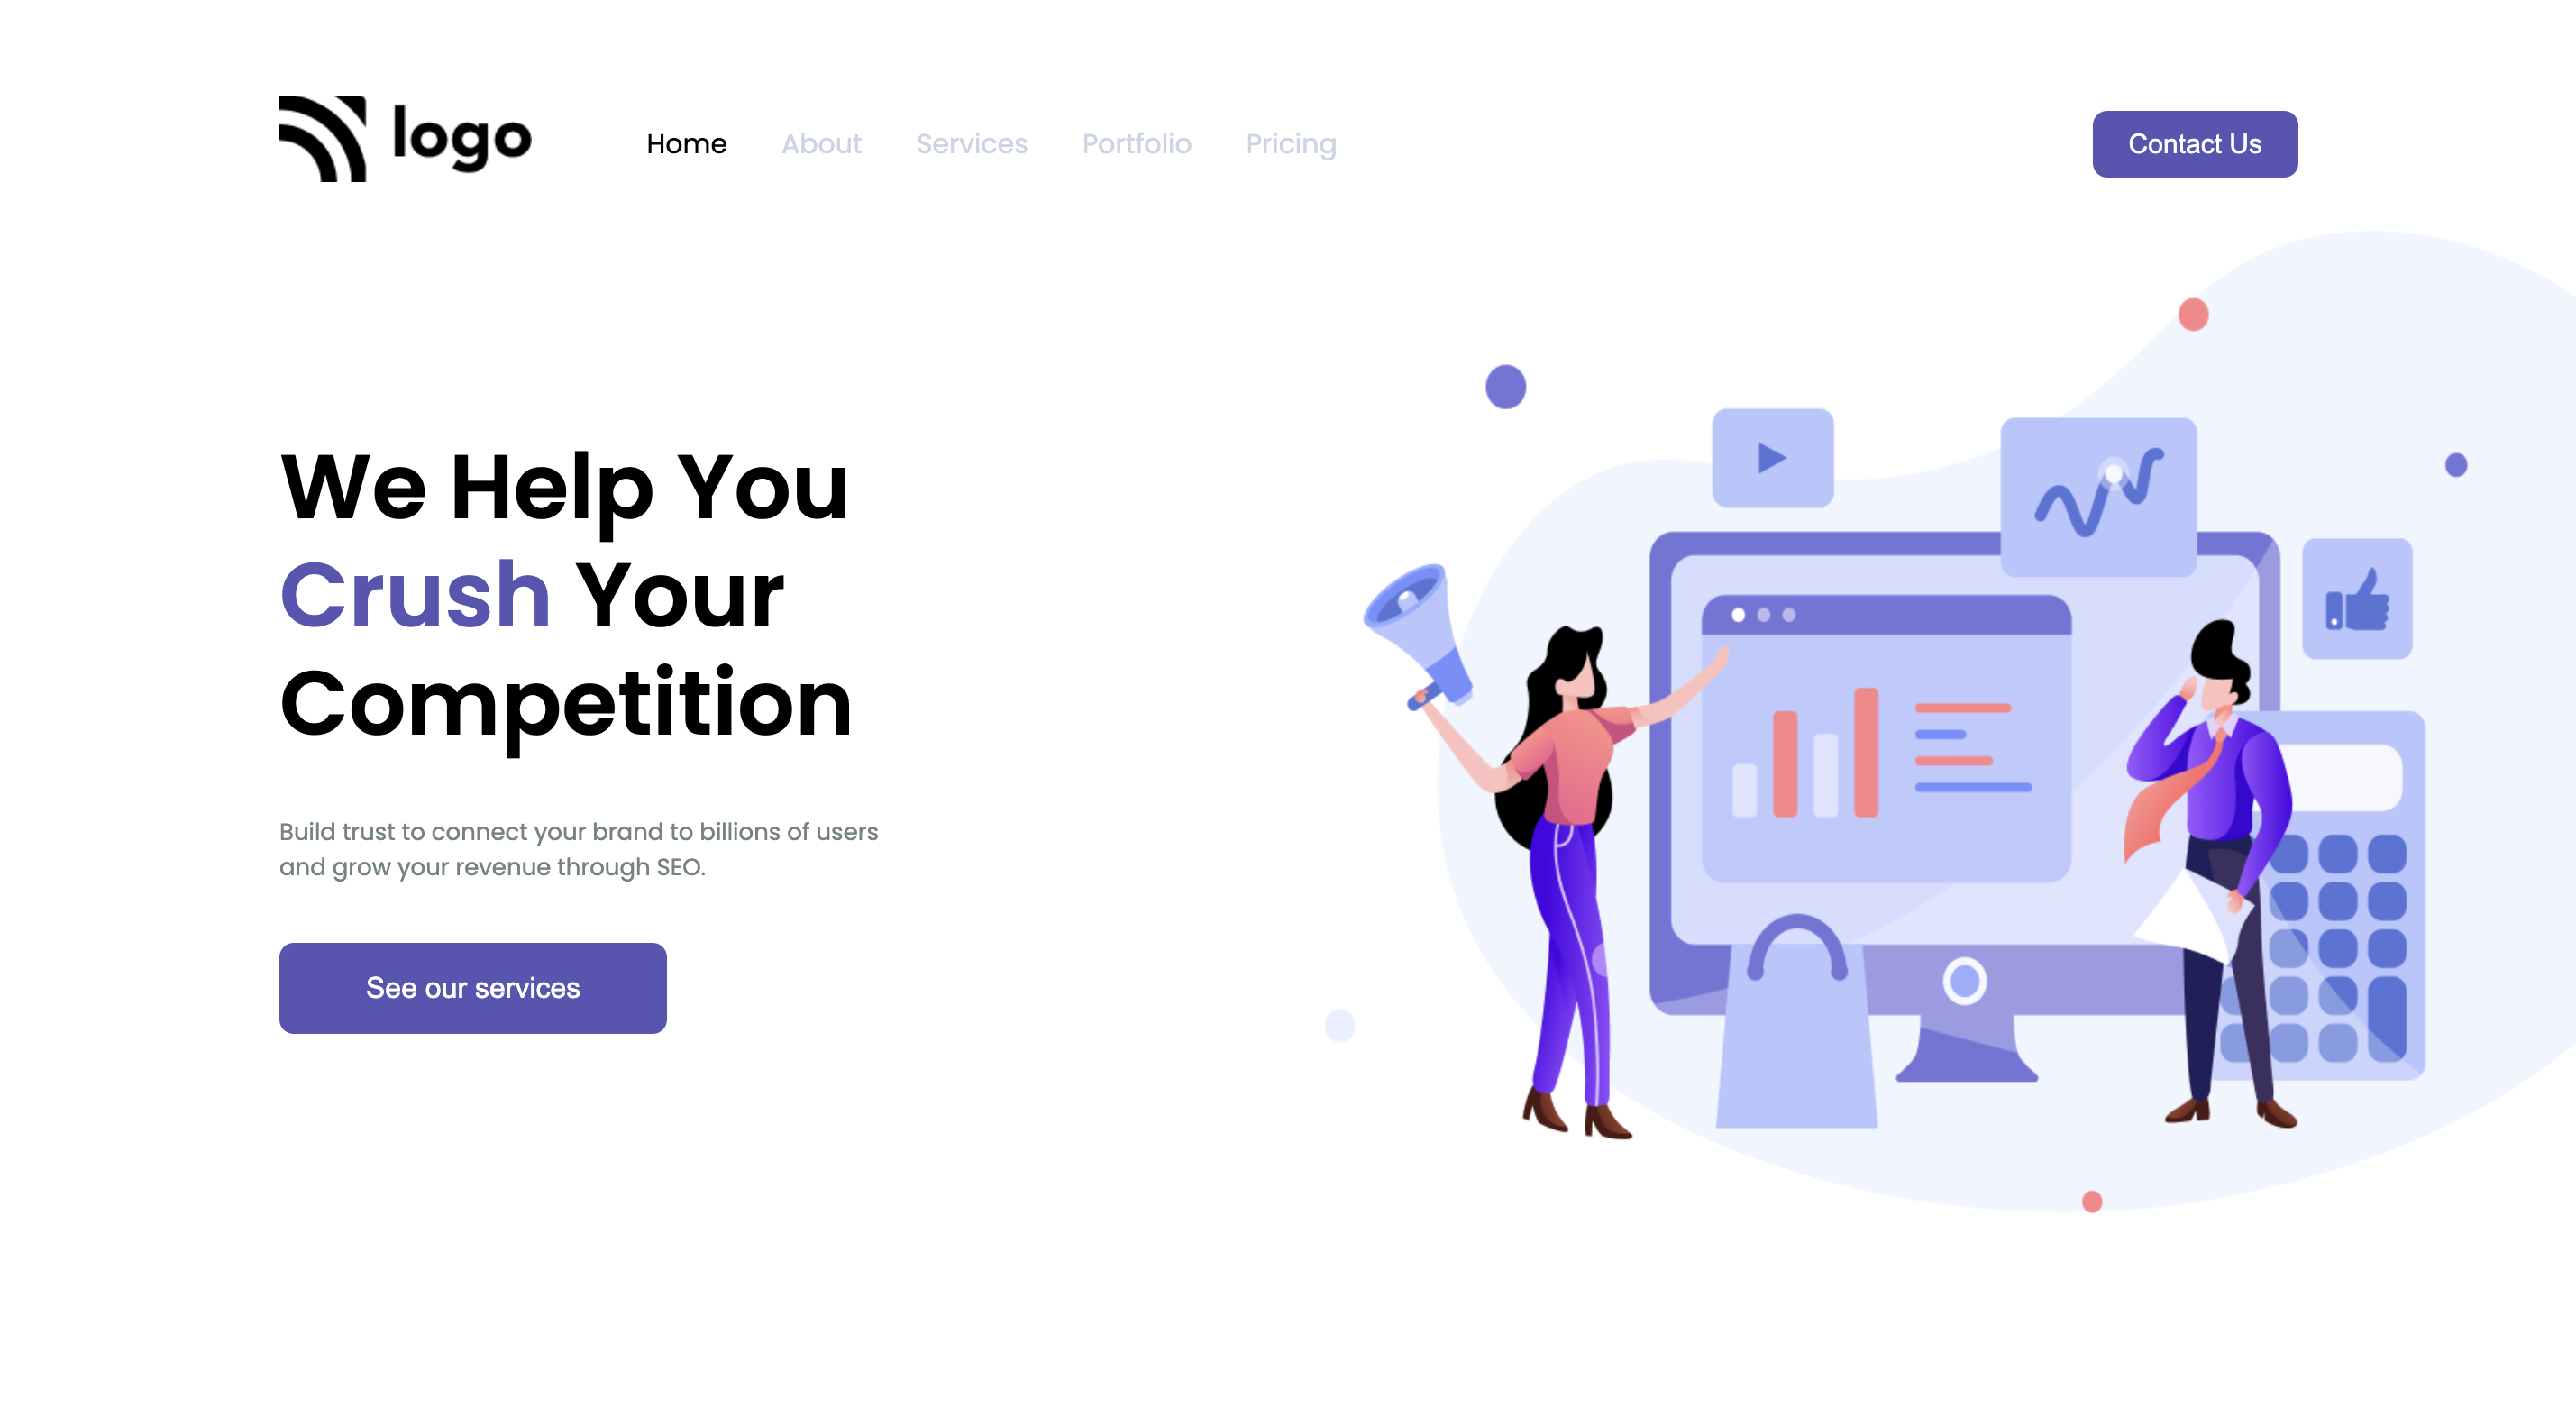 logo
Home About Services Portfolio Pricing
Contact Us
We Help You
Crush Your
Competition
Build trust to connect your brand to billions of users
and grow your revenue through SEO.
See our services